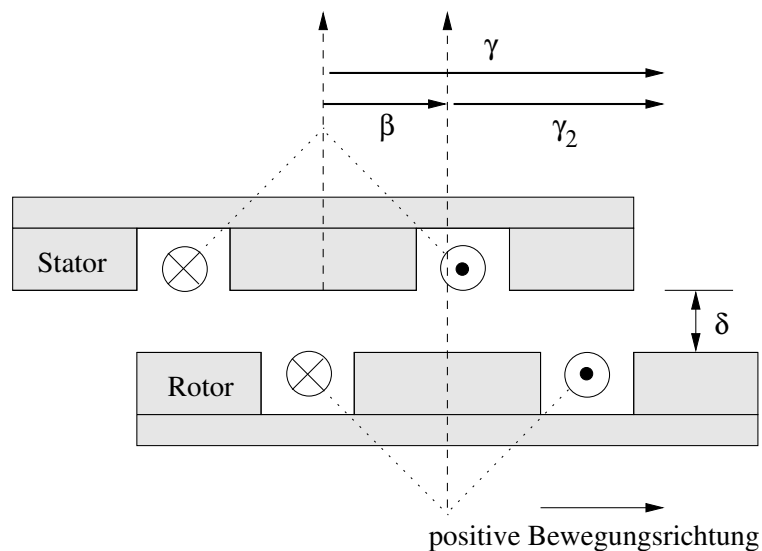 γ
β
γ₂
Stator
δ
Rotor
positive Bewegungsrichtung